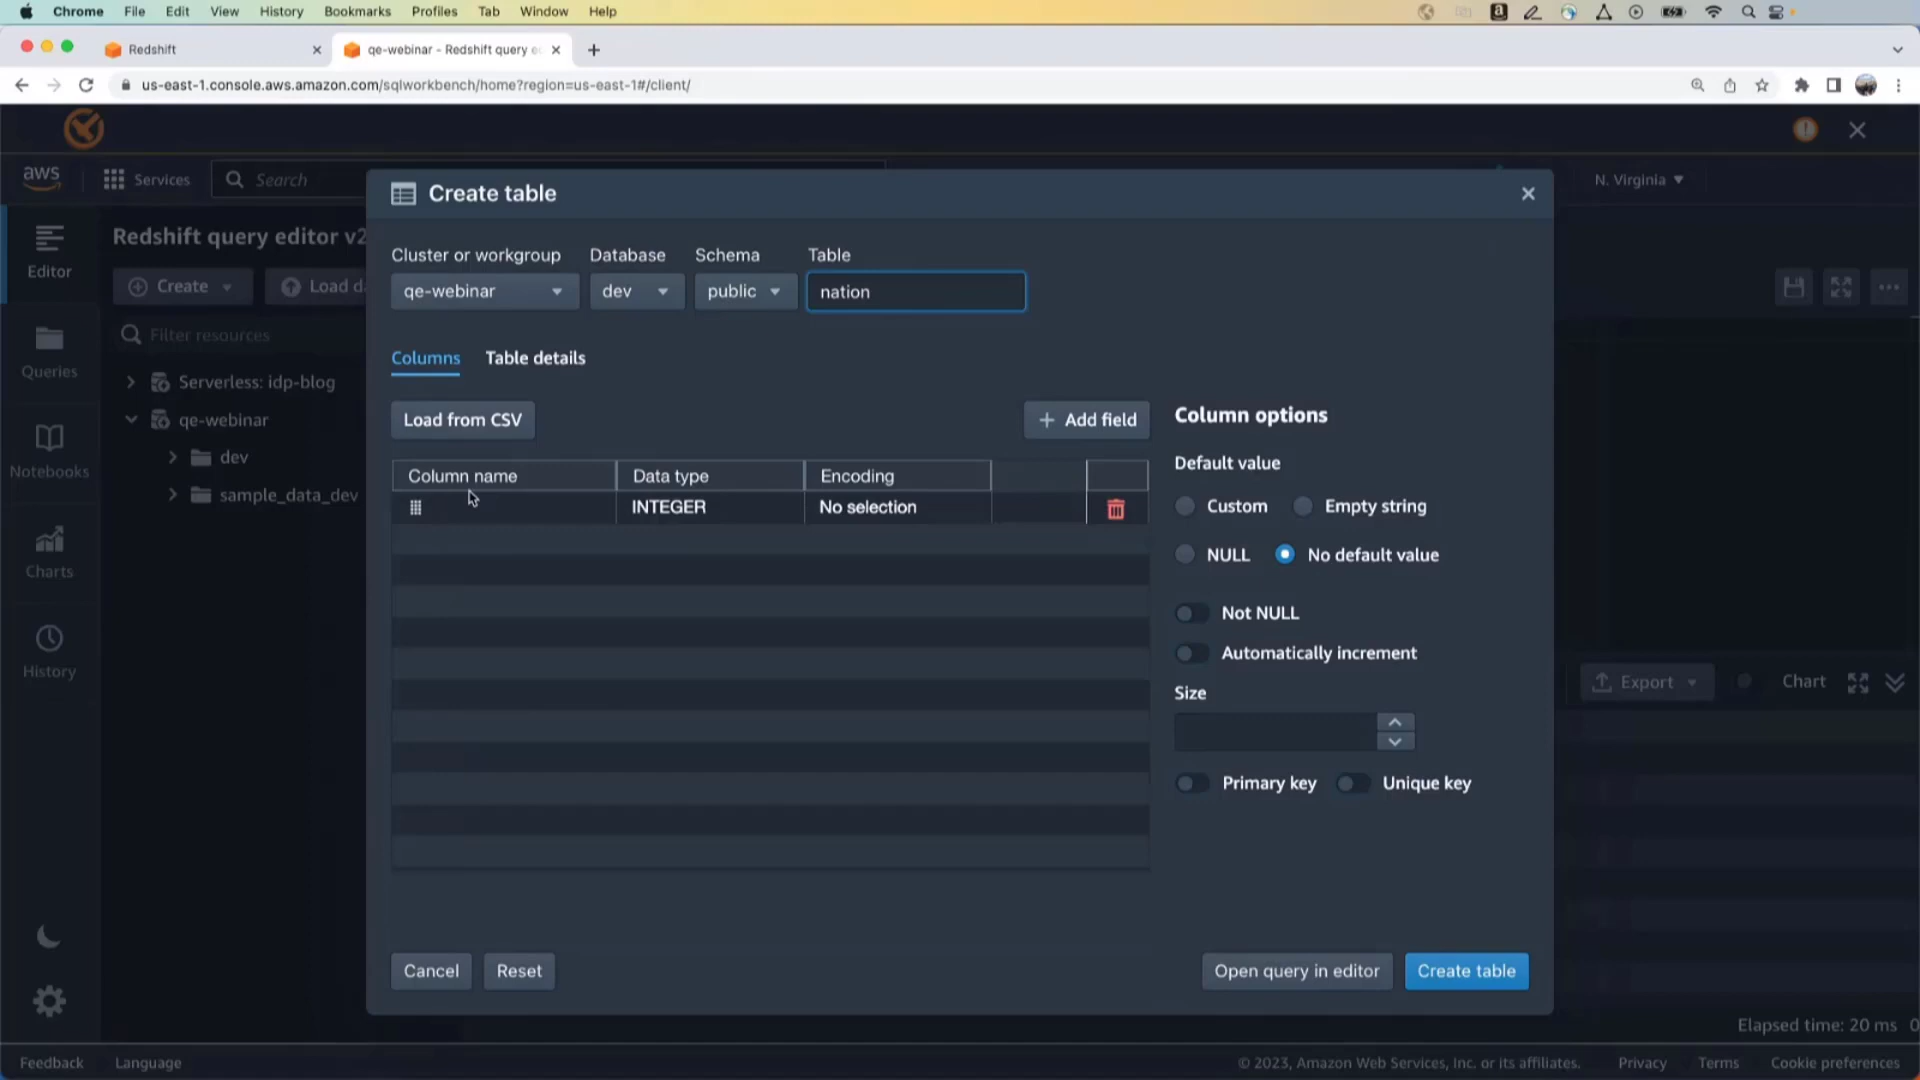 Chrome File Edit View History Bookmarks Profiles Tab Window Help
Redshift
qe-webinar - Redshift query e
us-east-1.console.aws.amazon.com/sqlworkbench/home?region=us-east-1#/client/
aws
Services
Search
N. Virginia
Create table
Editor
Redshift query editor v2
Create
Load d
Filter resources
Queries
Serverless: idp-blog
qe-webinar
dev
sample_data_dev
Notebooks
Charts
History
Cluster or workgroup Database Schema Table
qe-webinar dev public nation
Columns Table details
Load from CSV
+ Add field
Column name Data type Encoding
INTEGER No selection
Column options
Default value
Custom Empty string
NULL No default value
Not NULL
Automatically increment
Size
Primary key Unique key
Export
Chart
Cancel Reset
Open query in editor Create table
Elapsed time: 20 ms
Feedback Language
© 2023, Amazon Web Services, Inc. or its affiliates. Privacy Terms Cookie preferences